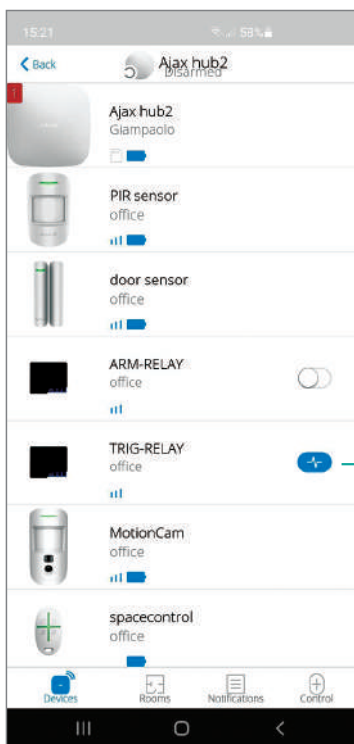 15:21
58%
Back
Ajax hub2
Disarmed
1
Ajax hub2
Giampaolo
PIR sensor
office
door sensor
office
ARM-RELAY
office
TRIG-RELAY
office
MotionCam
office
spacecontrol
office
Devices
Rooms
Notifications
Control